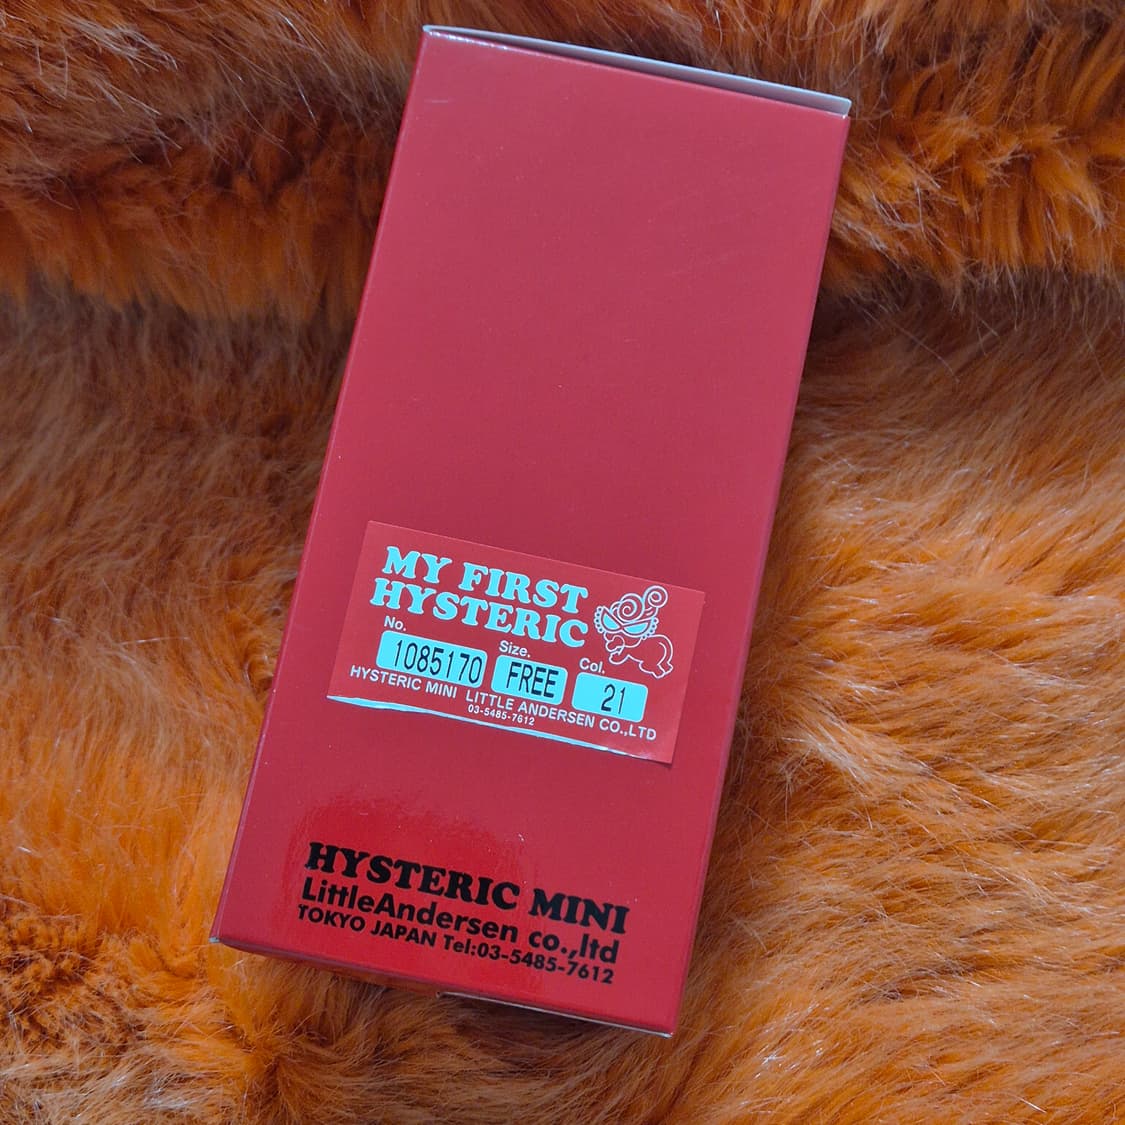 MY FIRST
HYSTERIC
No. Size. Col.
1085170 FREE 21
HYSTERIC MINI LITTLE ANDERSEN CO.,LTD
03-5485-7612
HYSTERIC MINI
LittleAndersen co.,ltd
TOKYO JAPAN Tel:03-5485-7612